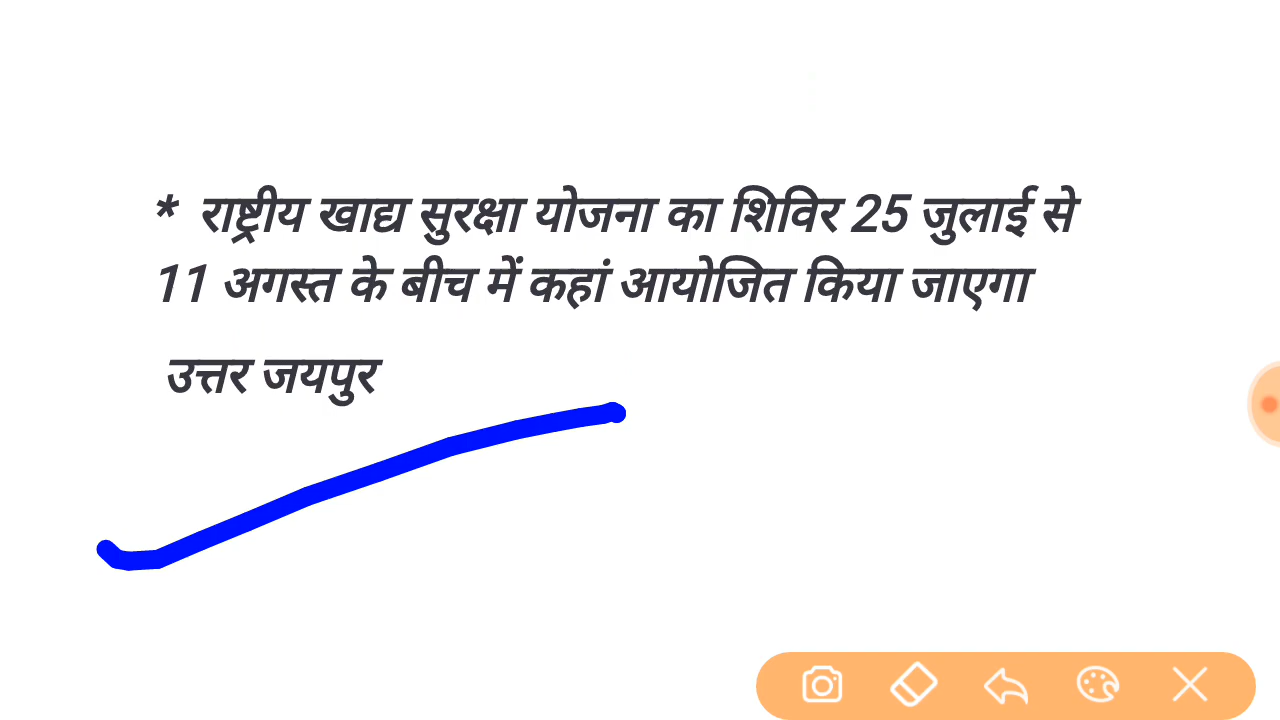 * राष्ट्रीय खाद्य सुरक्षा योजना का शिविर 25 जुलाई से
11 अगस्त के बीच में कहां आयोजित किया जाएगा
उत्तर जयपुर